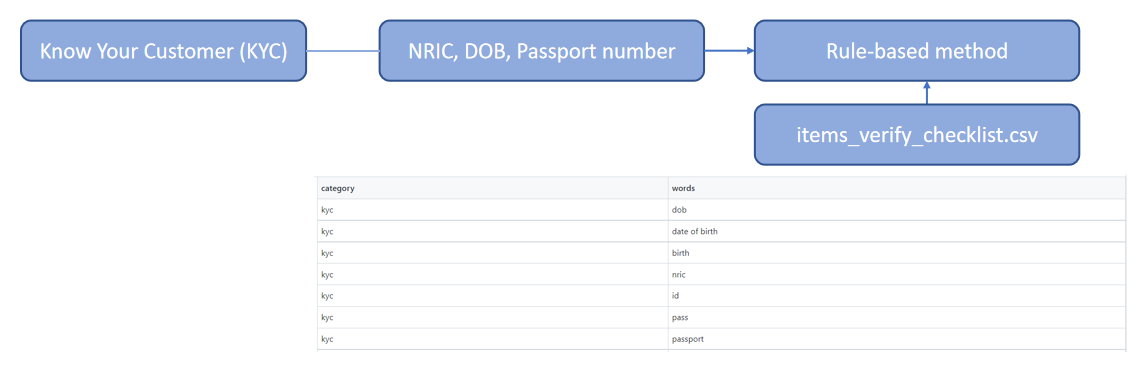 Know Your Customer (KYC)
NRIC, DOB, Passport number
Rule-based method
items_verify_checklist.csv
category words
kyc dob
kyc date of birth
kyc birth
kyc nric
kyc id
kyc pass
kyc passport